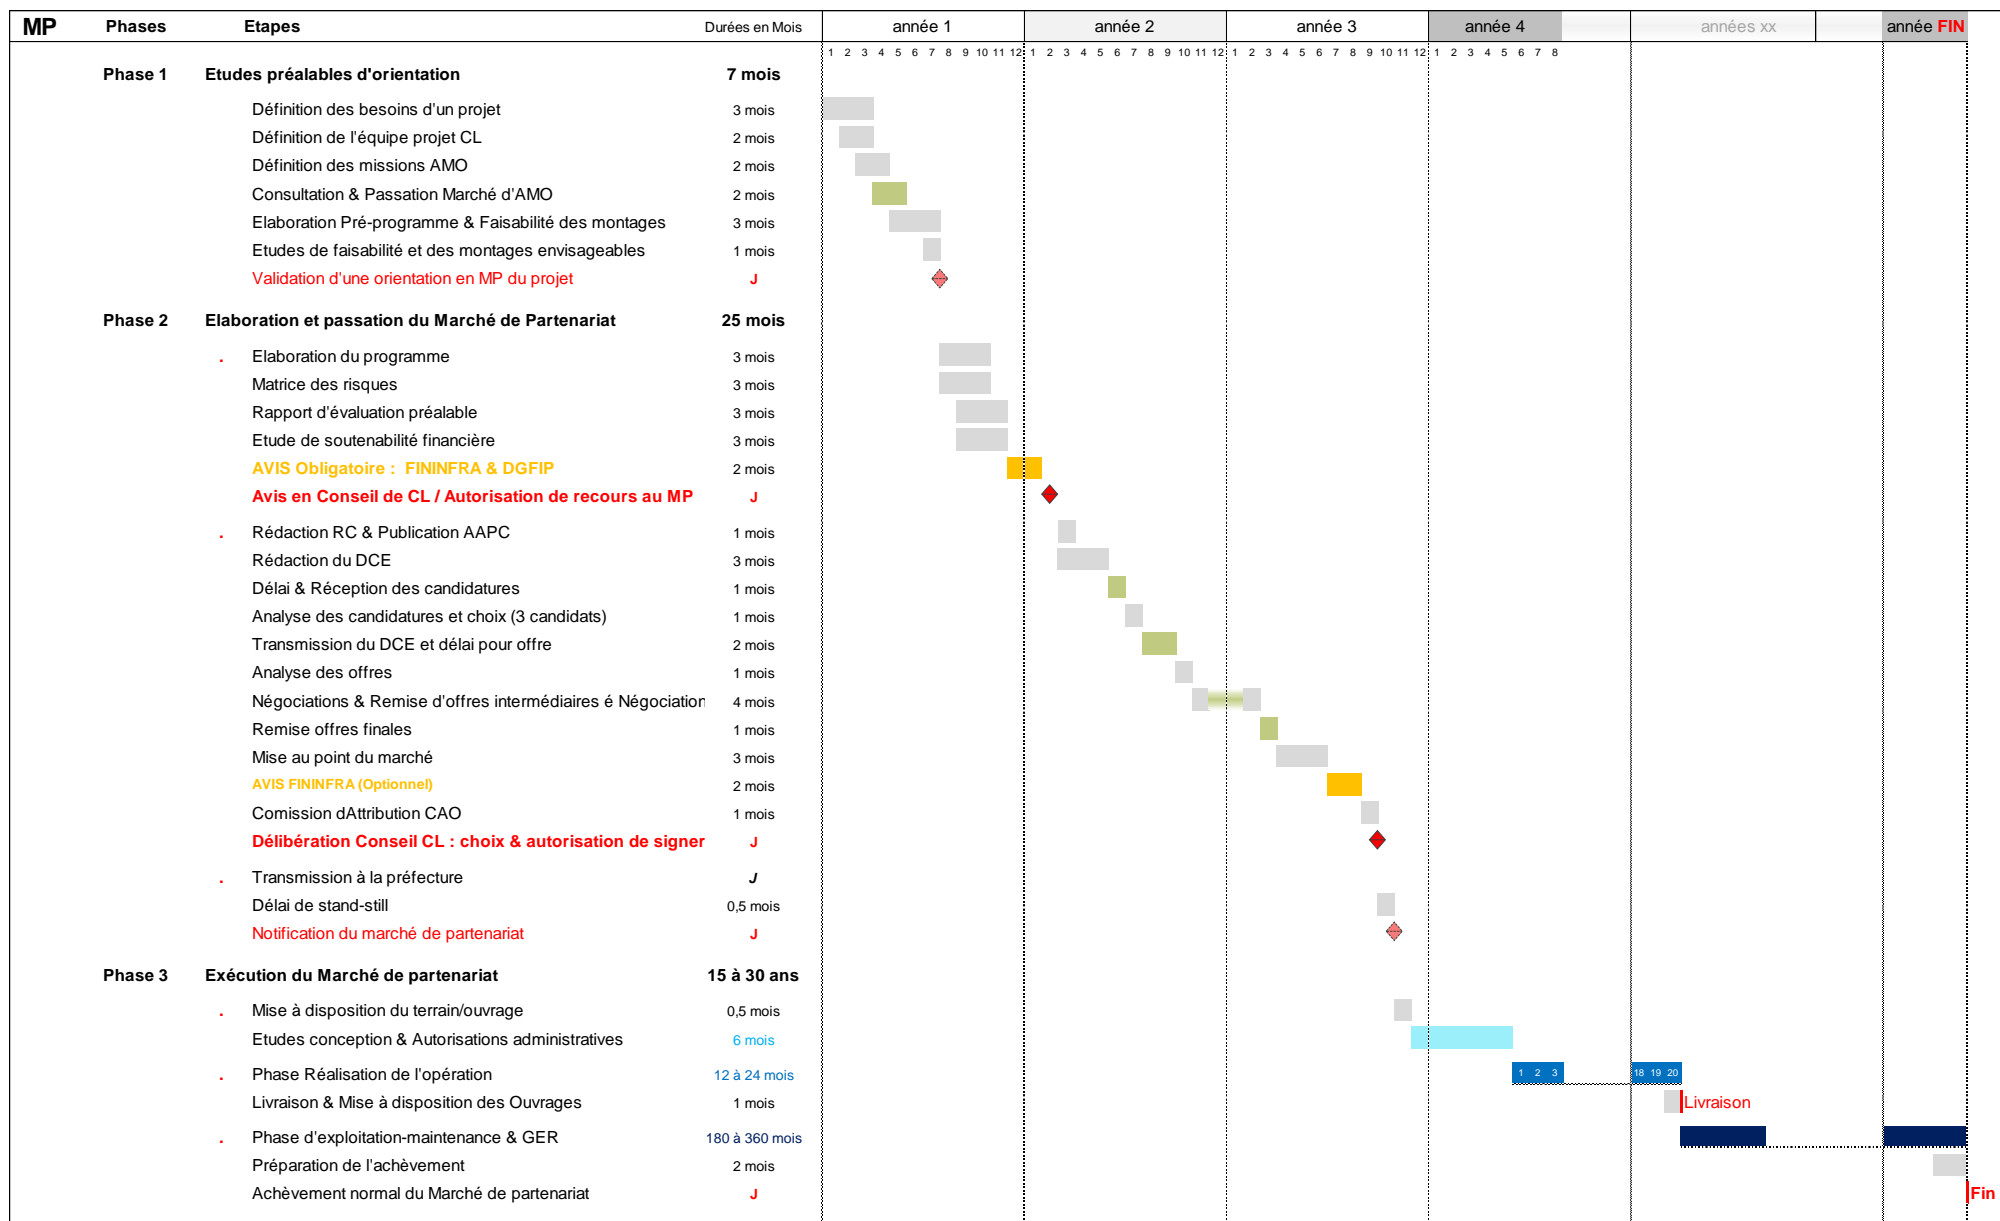 MP Phases Etapes Durées en Mois année 1 année 2 année 3 année 4 années xx année FIN
1 2 3 4 5 6 7 8 9 10 11 12 1 2 3 4 5 6 7 8 9 10 11 12 1 2 3 4 5 6 7 8 9 10 11 12 1 2 3 4 5 6 7 8
Phase 1 Etudes préalables d'orientation 7 mois
Définition des besoins d'un projet 3 mois
Définition de l'équipe projet CL 2 mois
Définition des missions AMO 2 mois
Consultation & Passation Marché d'AMO 2 mois
Elaboration Pré-programme & Faisabilité des montages 3 mois
Etudes de faisabilité et des montages envisageables 1 mois
Validation d'une orientation en MP du projet J
Phase 2 Elaboration et passation du Marché de Partenariat 25 mois
. Elaboration du programme 3 mois
Matrice des risques 3 mois
Rapport d'évaluation préalable 3 mois
Etude de soutenabilité financière 3 mois
AVIS Obligatoire : FININFRA & DGFIP 2 mois
Avis en Conseil de CL / Autorisation de recours au MP J
. Rédaction RC & Publication AAPC 1 mois
Rédaction du DCE 3 mois
Délai & Réception des candidatures 1 mois
Analyse des candidatures et choix (3 candidats) 1 mois
Transmission du DCE et délai pour offre 2 mois
Analyse des offres 1 mois
Négociations & Remise d'offres intermédiaires é Négociation 4 mois
Remise offres finales 1 mois
Mise au point du marché 3 mois
AVIS FININFRA (Optionnel) 2 mois
Comission dAttribution CAO 1 mois
Délibération Conseil CL : choix & autorisation de signer J
. Transmission à la préfecture J
Délai de stand-still 0,5 mois
Notification du marché de partenariat J
Phase 3 Exécution du Marché de partenariat 15 à 30 ans
. Mise à disposition du terrain/ouvrage 0,5 mois
Etudes conception & Autorisations administratives 6 mois
. Phase Réalisation de l'opération 12 à 24 mois 1 2 3 18 19 20
Livraison & Mise à disposition des Ouvrages 1 mois Livraison
. Phase d'exploitation-maintenance & GER 180 à 360 mois
Préparation de l'achèvement 2 mois
Achèvement normal du Marché de partenariat J Fin